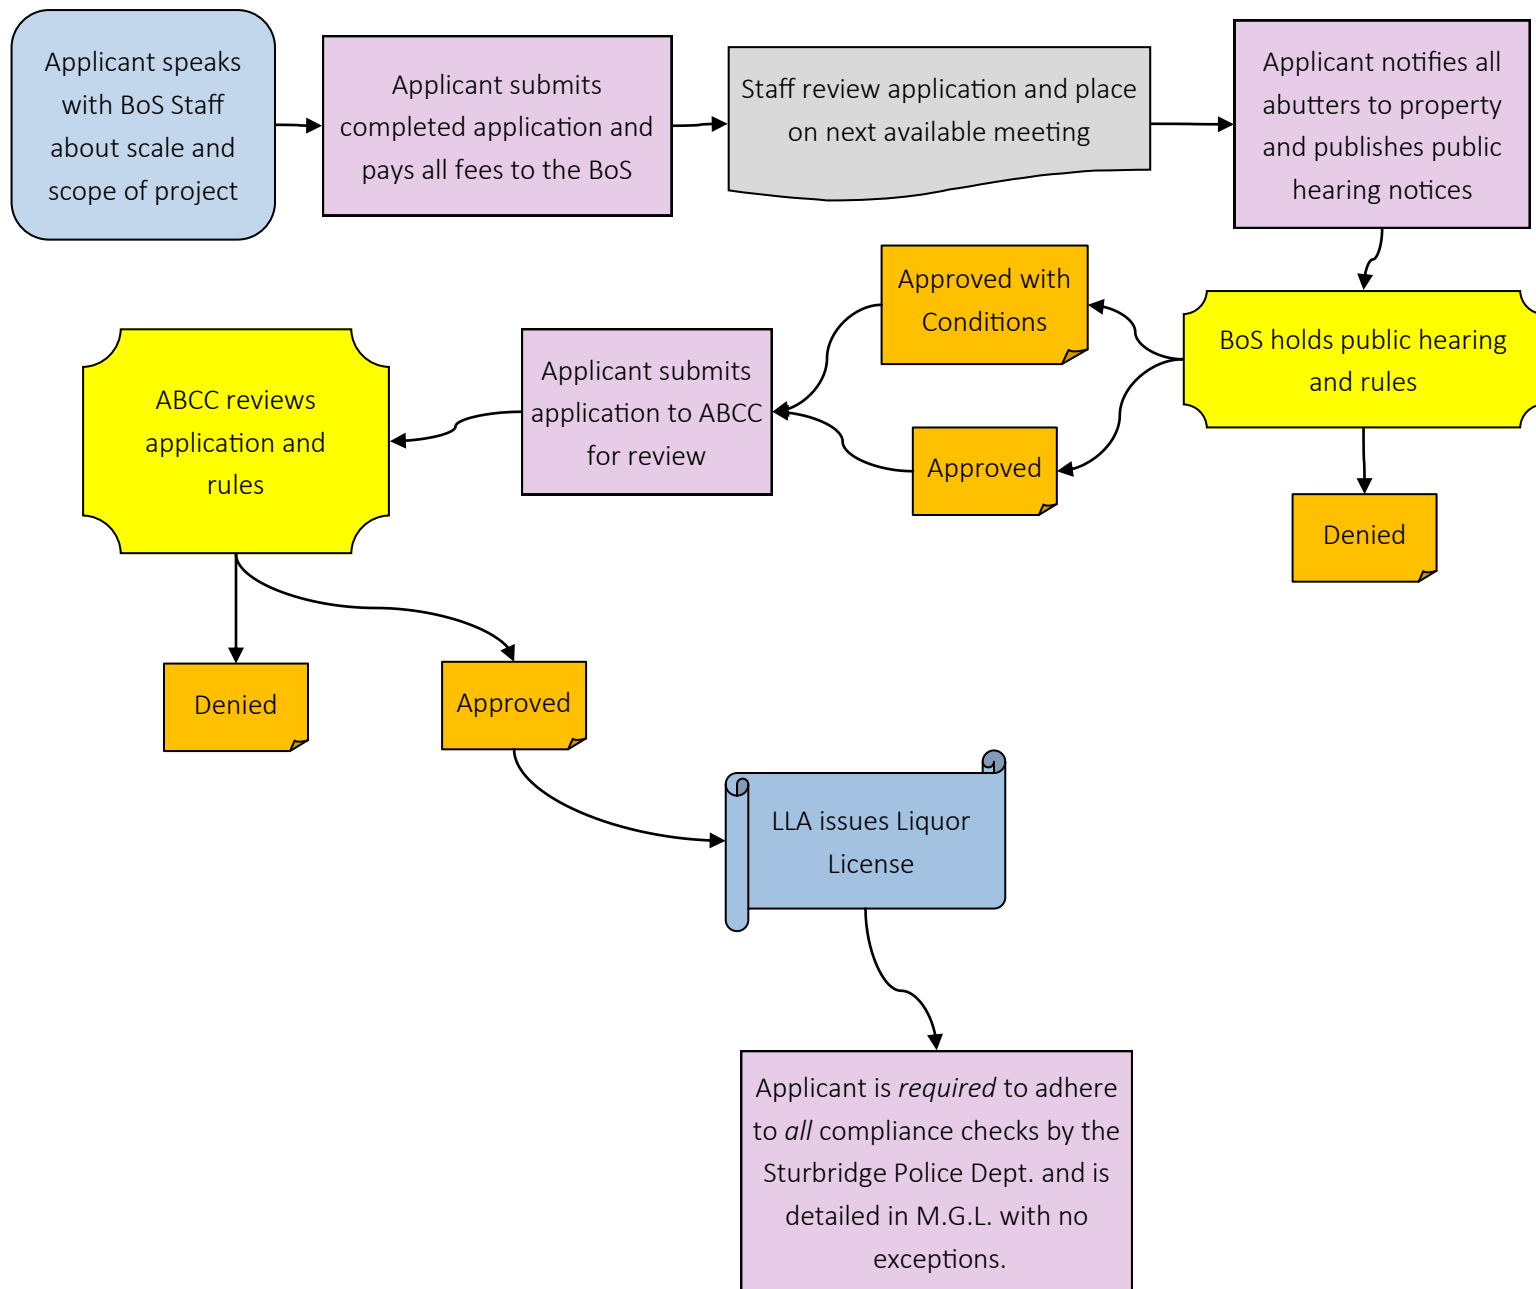 Applicant speaks
with BoS Staff
about scale and
scope of project
Applicant submits
completed application and
pays all fees to the BoS
Staff review application and place
on next available meeting
Applicant notifies all
abutters to property
and publishes public
hearing notices
BoS holds public hearing
and rules
Approved with
Conditions
Approved
Denied
Applicant submits
application to ABCC
for review
ABCC reviews
application and
rules
Denied
Approved
LLA issues Liquor
License
Applicant is required to adhere
to all compliance checks by the
Sturbridge Police Dept. and is
detailed in M.G.L. with no
exceptions.